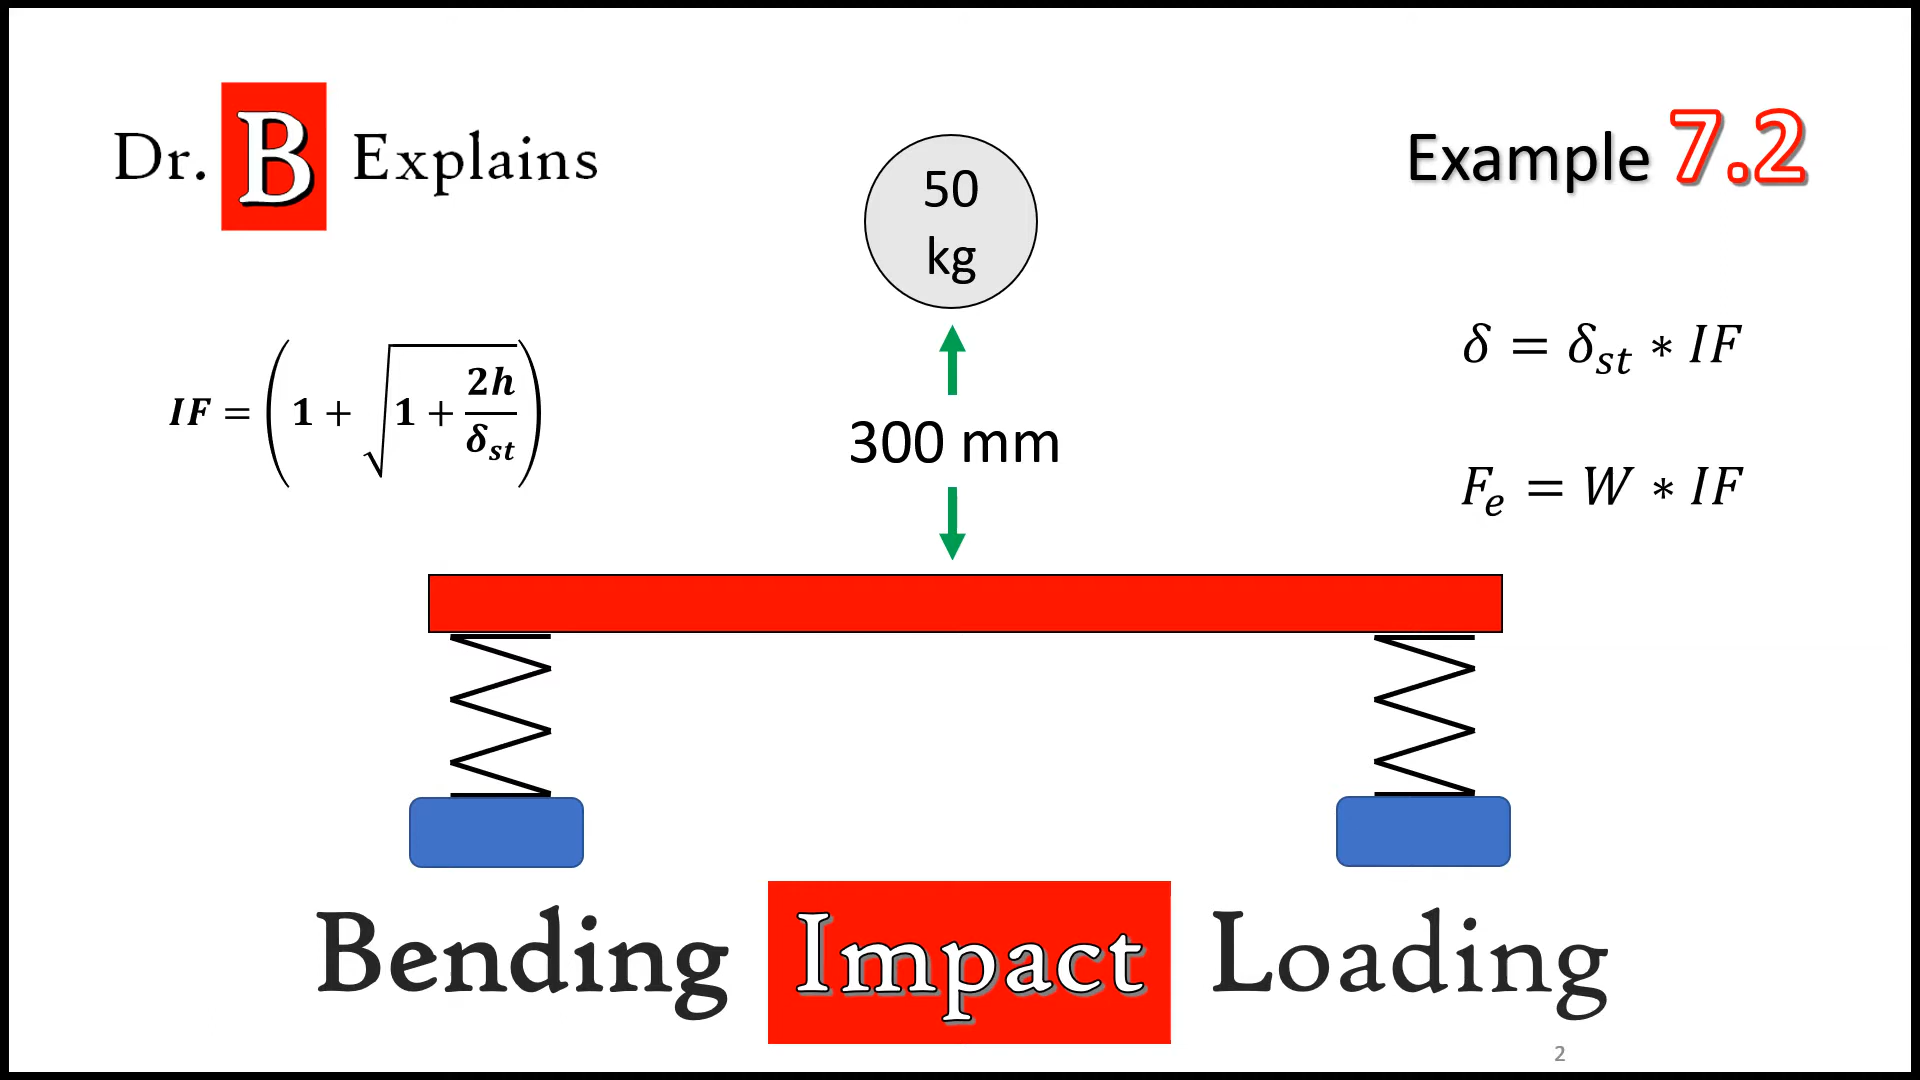 Dr. B Explains
Example 7.2
50
kg
IF = (1 + √(1 + 2h/δst))
δ = δst * IF
300 mm
Fe = W * IF
Bending Impact Loading
2